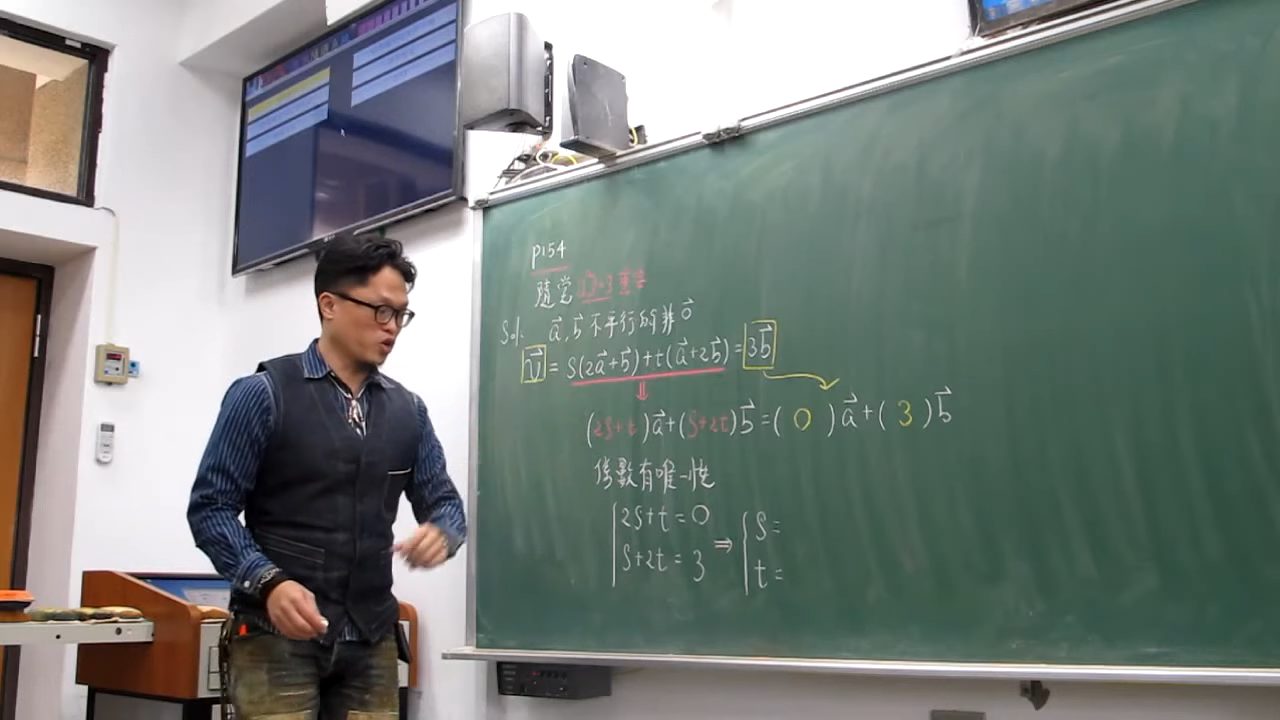 P154
隨堂
Sol: a⃗, b⃗ 不平行的非 0⃗
v⃗ = S(2a⃗+b⃗)+t(a⃗+2b⃗) = 3b⃗
⇓
(2S+t)a⃗+(S+2t)b⃗=( 0 )a⃗+( 3 )b⃗
係數有唯一性
2S+t=0 ⇒ S=
S+2t=3 t=